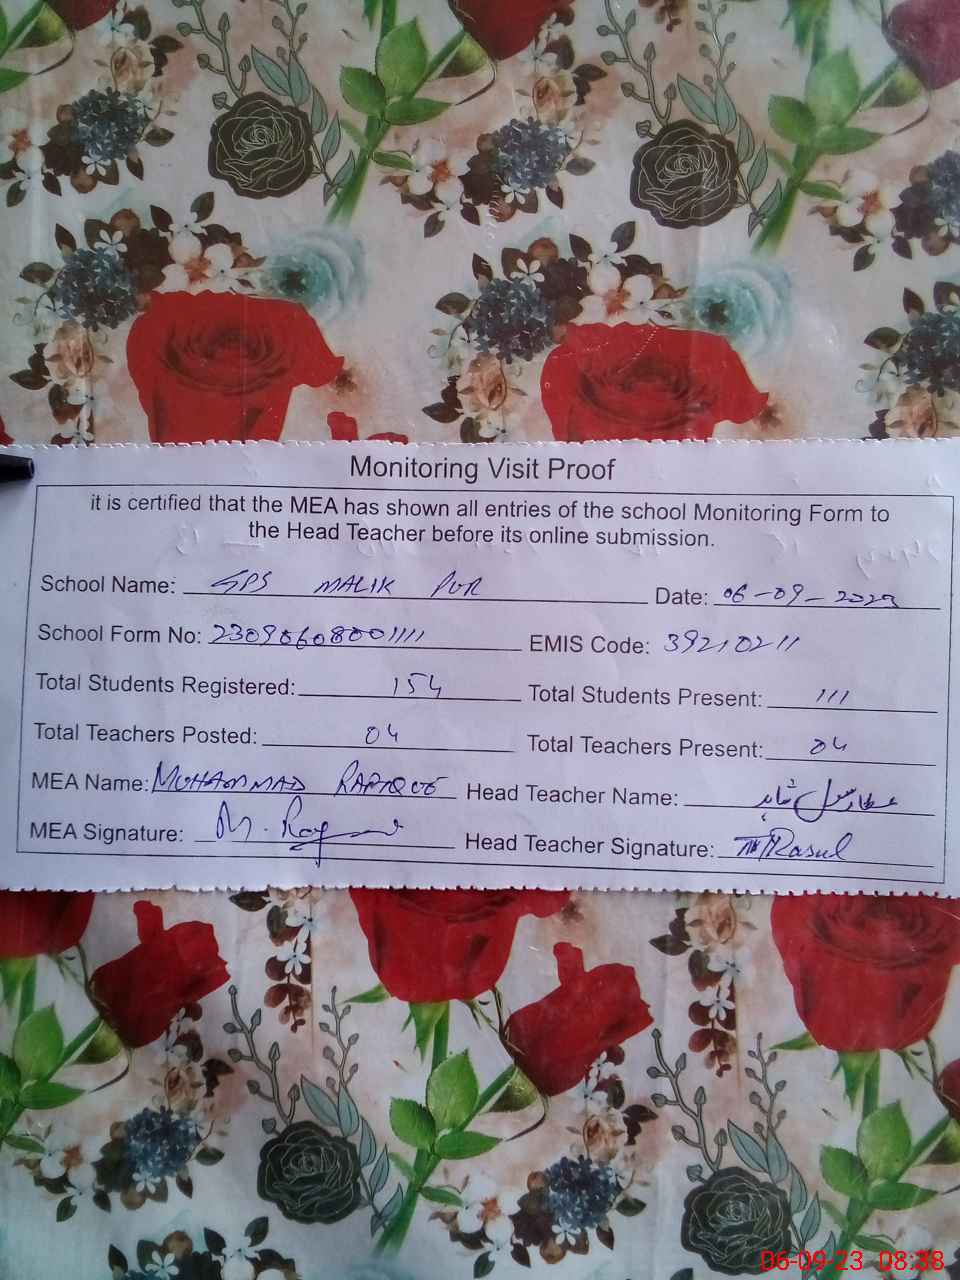 Monitoring Visit Proof
it is certified that the MEA has shown all entries of the school Monitoring Form to
the Head Teacher before its online submission.
School Name: GPS MALIK PUR Date: 06-09-2023
School Form No: 23090608001111 EMIS Code: 39210211
Total Students Registered: 154 Total Students Present: 111
Total Teachers Posted: 04 Total Teachers Present: 04
MEA Name: MUHAMMAD RAFIQUE Head Teacher Name:
MEA Signature: Head Teacher Signature: Rasul
06-09-23 08:38